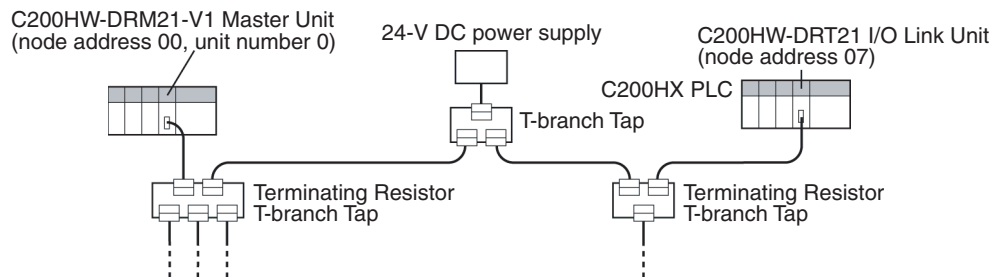 C200HW-DRM21-V1 Master Unit
(node address 00, unit number 0)
24-V DC power supply
C200HW-DRT21 I/O Link Unit
(node address 07)
C200HX PLC
T-branch Tap
Terminating Resistor
T-branch Tap
Terminating Resistor
T-branch Tap